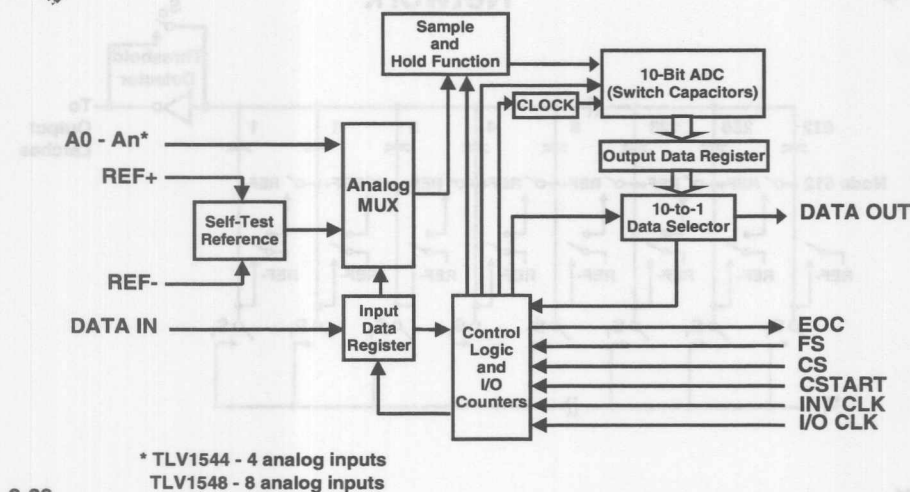 Sample
and
Hold Function
10-Bit ADC
(Switch Capacitors)
CLOCK
A0 - An*
Output Data Register
REF+
Analog
MUX
Self-Test
Reference
10-to-1
Data Selector
DATA OUT
REF-
DATA IN
Input
Data
Register
Control
Logic
and
I/O
Counters
EOC
FS
CS
CSTART
INV CLK
I/O CLK
* TLV1544 - 4 analog inputs
TLV1548 - 8 analog inputs